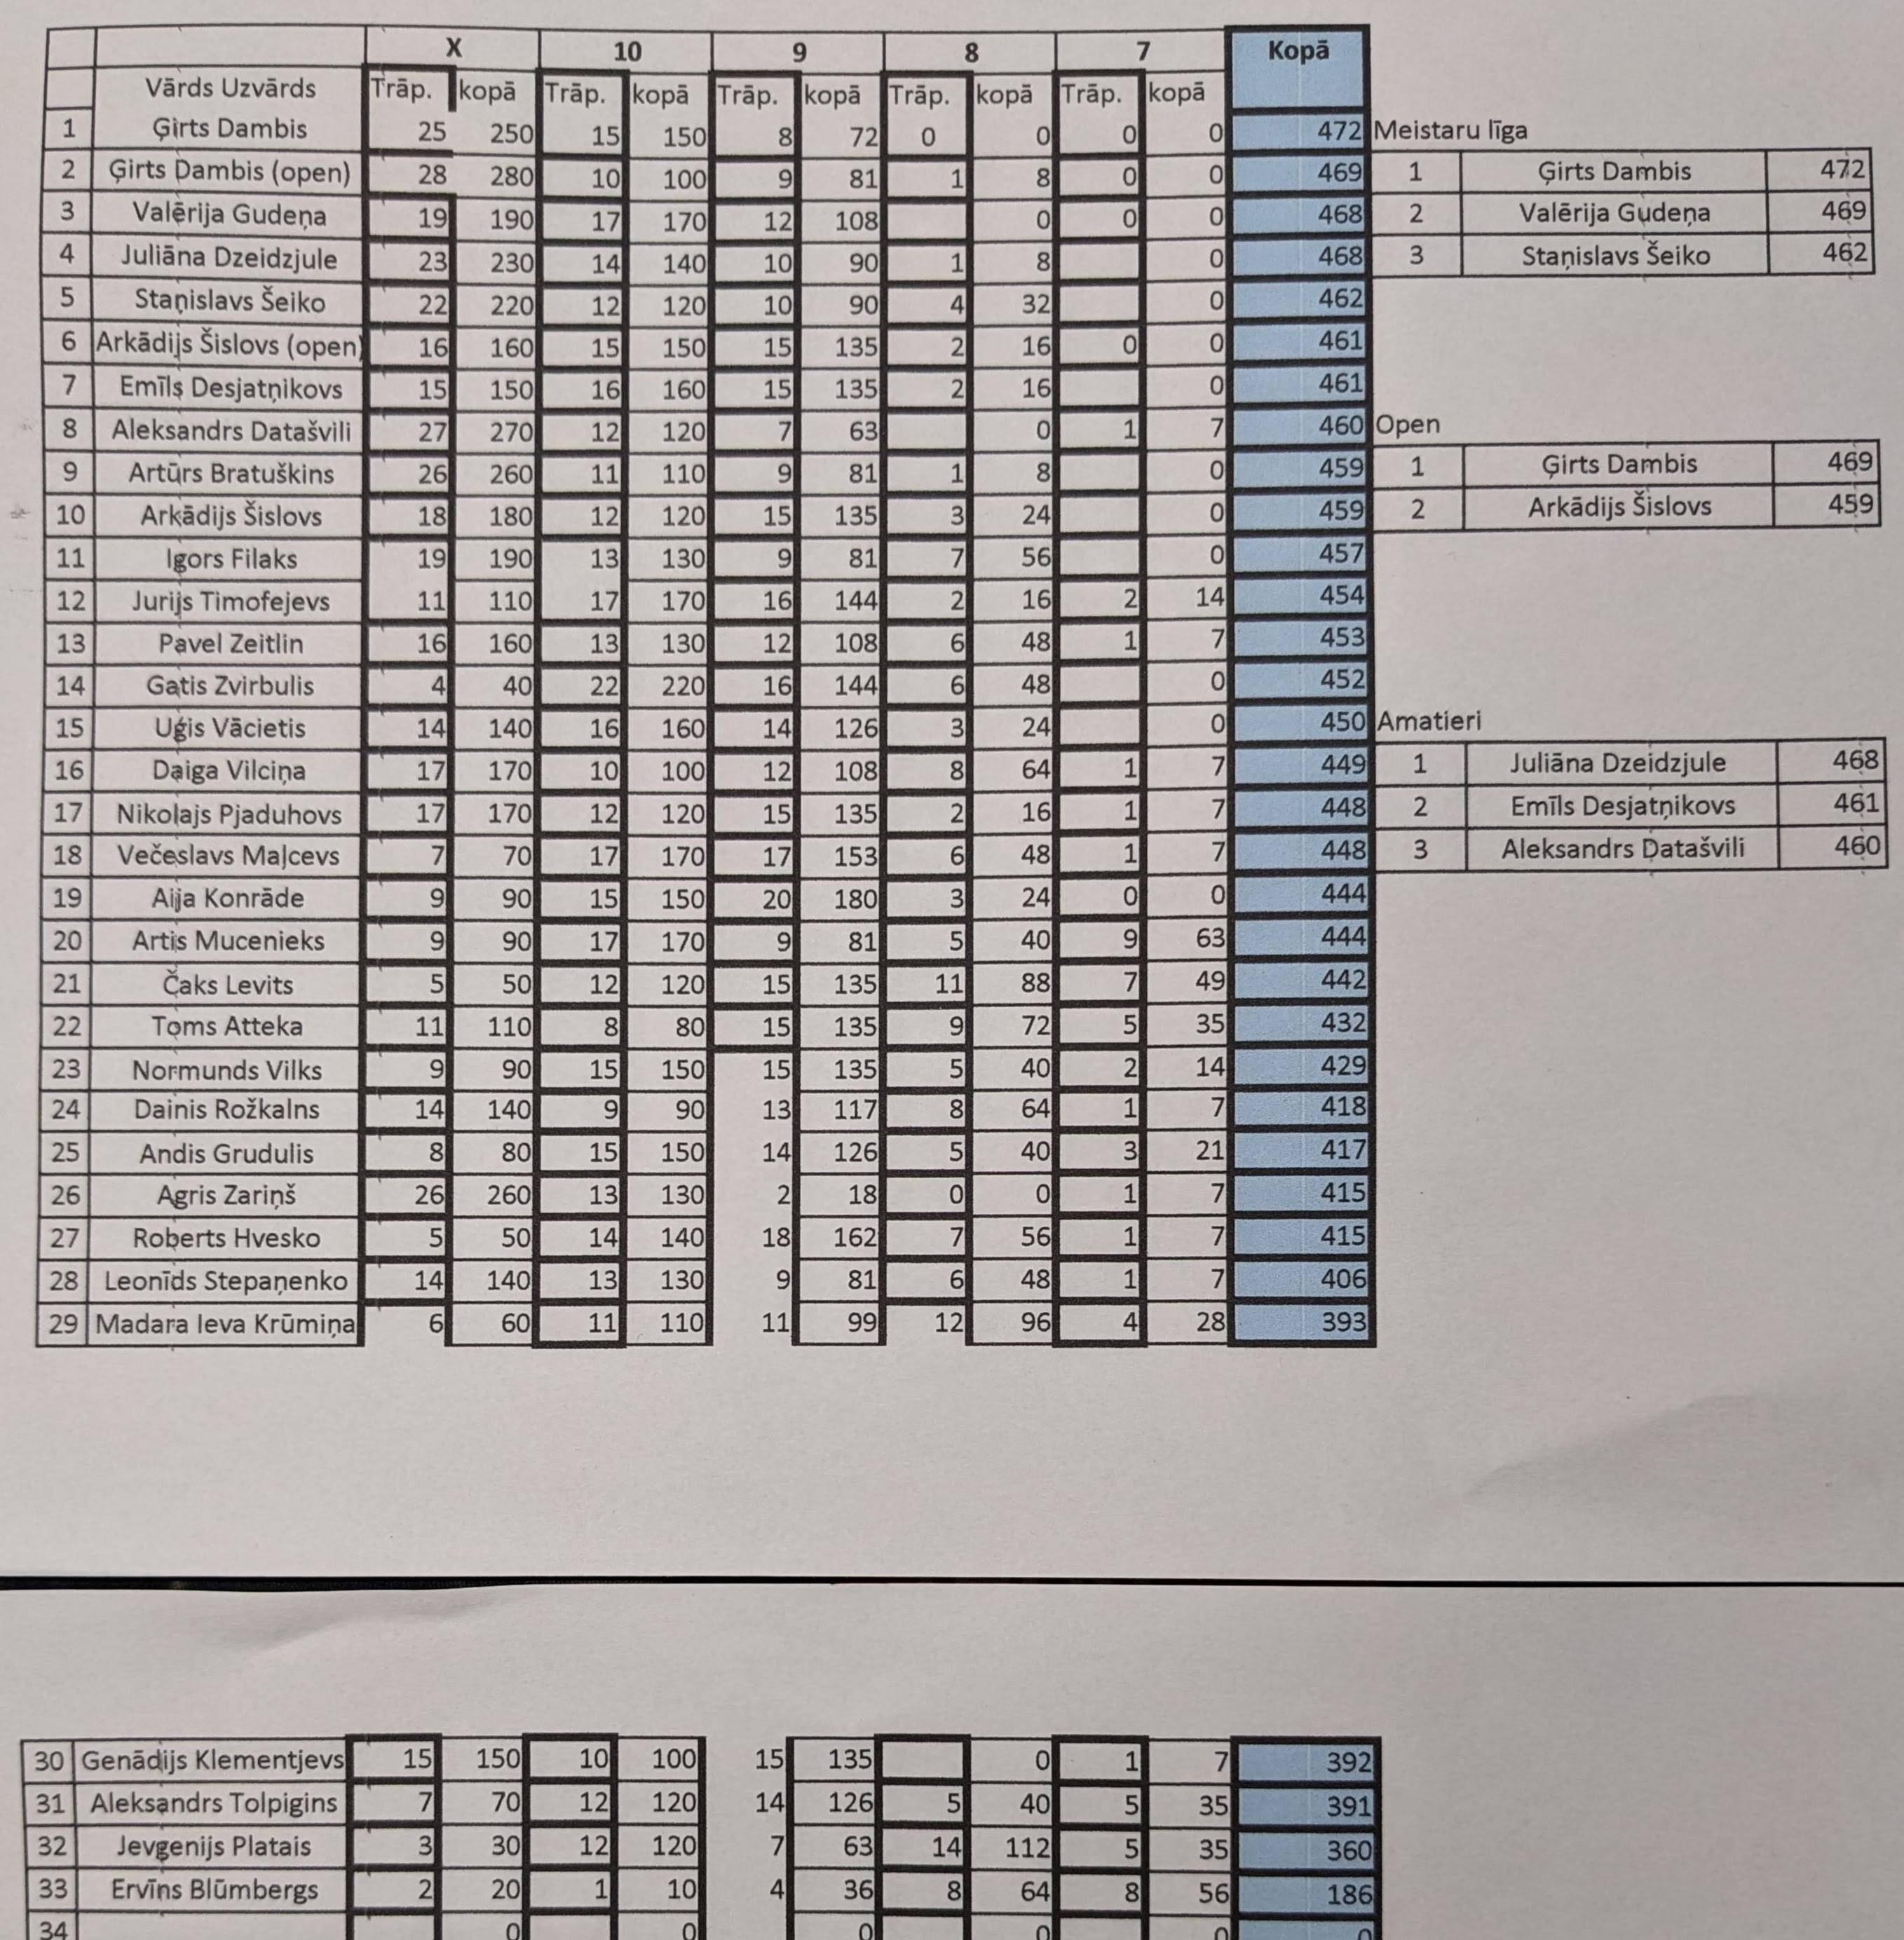 X 10 9 8 7 Kopā
Vārds Uzvārds Trāp. kopā Trāp. kopā Trāp. kopā Trāp. kopā Trāp. kopā
1 Ģirts Dambis 25 250 15 150 8 72 0 0 0 0 472 Meistaru līga
2 Ģirts Dambis (open) 28 280 10 100 9 81 1 8 0 0 469 1 Ģirts Dambis 472
3 Valērija Gudeņa 19 190 17 170 12 108 0 0 0 468 2 Valērija Gudeņa 469
4 Juliāna Dzeidzjule 23 230 14 140 10 90 1 8 0 468 3 Staņislavs Šeiko 462
5 Staņislavs Šeiko 22 220 12 120 10 90 4 32 0 462
6 Arkādijs Šislovs (open) 16 160 15 150 15 135 2 16 0 0 461
7 Emīls Desjatņikovs 15 150 16 160 15 135 2 16 0 461
8 Aleksandrs Datašvili 27 270 12 120 7 63 0 1 7 460 Open
9 Artūrs Bratuškins 26 260 11 110 9 81 1 8 0 459 1 Ģirts Dambis 469
10 Arkādijs Šislovs 18 180 12 120 15 135 3 24 0 459 2 Arkādijs Šislovs 459
11 Igors Filaks 19 190 13 130 9 81 7 56 0 457
12 Jurijs Timofejevs 11 110 17 170 16 144 2 16 2 14 454
13 Pavel Zeitlin 16 160 13 130 12 108 6 48 1 7 453
14 Gatis Zvirbulis 4 40 22 220 16 144 6 48 0 452
15 Uģis Vācietis 14 140 16 160 14 126 3 24 0 450 Amatieri
16 Daiga Vilciņa 17 170 10 100 12 108 8 64 1 7 449 1 Juliāna Dzeidzjule 468
17 Nikolajs Pjaduhovs 17 170 12 120 15 135 2 16 1 7 448 2 Emīls Desjatņikovs 461
18 Večeslavs Maļcevs 7 70 17 170 17 153 6 48 1 7 448 3 Aleksandrs Datašvili 460
19 Aija Konrāde 9 90 15 150 20 180 3 24 0 0 444
20 Artis Mucenieks 9 90 17 170 9 81 5 40 9 63 444
21 Čaks Levits 5 50 12 120 15 135 11 88 7 49 442
22 Toms Atteka 11 110 8 80 15 135 9 72 5 35 432
23 Normunds Vilks 9 90 15 150 15 135 5 40 2 14 429
24 Dainis Rožkalns 14 140 9 90 13 117 8 64 1 7 418
25 Andis Grudulis 8 80 15 150 14 126 5 40 3 21 417
26 Agris Zariņš 26 260 13 130 2 18 0 0 1 7 415
27 Roberts Hvesko 5 50 14 140 18 162 7 56 1 7 415
28 Leonīds Stepaņenko 14 140 13 130 9 81 6 48 1 7 406
29 Madara Ieva Krūmiņa 6 60 11 110 11 99 12 96 4 28 393
30 Genādijs Klementjevs 15 150 10 100 15 135 0 1 7 392
31 Aleksandrs Tolpigins 7 70 12 120 14 126 5 40 5 35 391
32 Jevgenijs Platais 3 30 12 120 7 63 14 112 5 35 360
33 Ervīns Blūmbergs 2 20 1 10 4 36 8 64 8 56 186
34 0 0 0 0 0 0